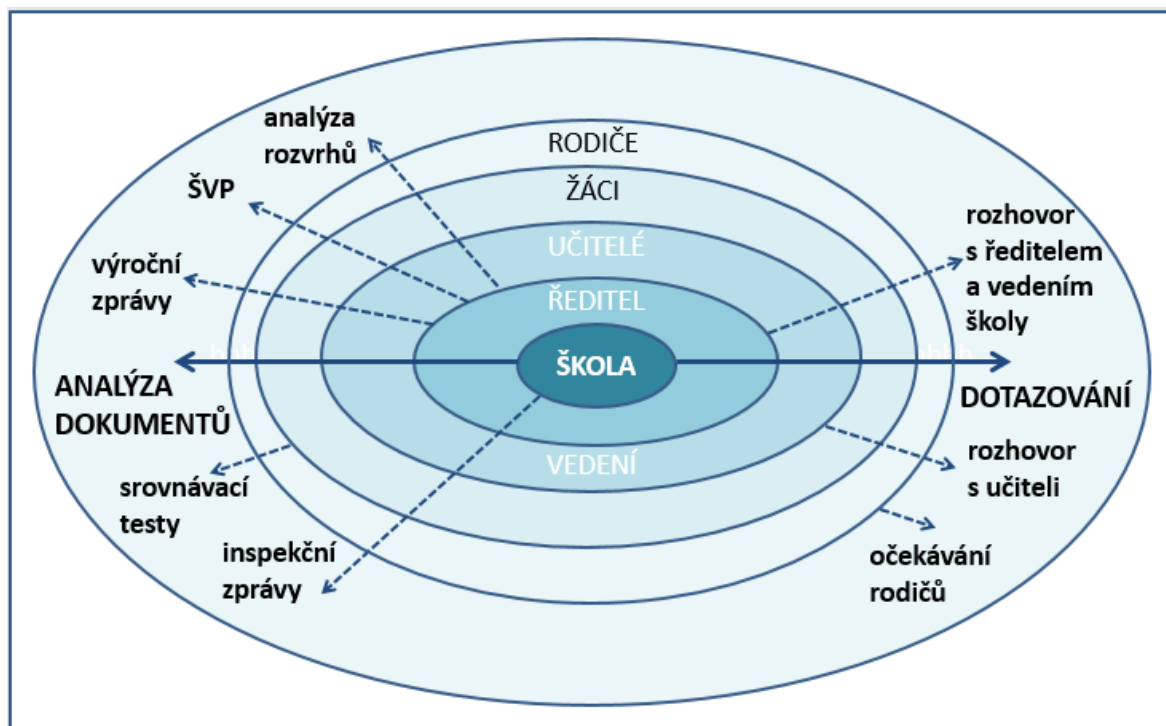 analýza
rozvrhů
ŠVP
výroční
zprávy
ANALÝZA
DOKUMENTŮ
srovnávací
testy
inspekční
zprávy
RODIČE
ŽÁCI
UČITELÉ
ŘEDITEL
ŠKOLA
VEDENÍ
rozhovor
s ředitelem
a vedením
školy
DOTAZOVÁNÍ
rozhovor
s učiteli
očekávání
rodičů